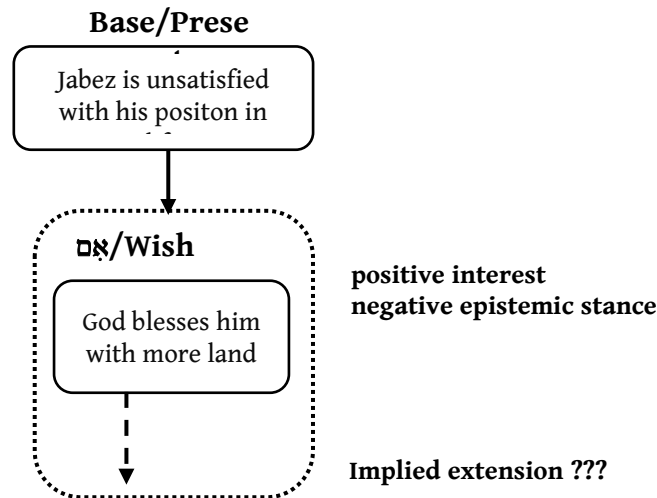 Base/Prese
Jabez is unsatisfied
with his positon in
אִם/Wish
positive interest
negative epistemic stance
God blesses him
with more land
Implied extension ???